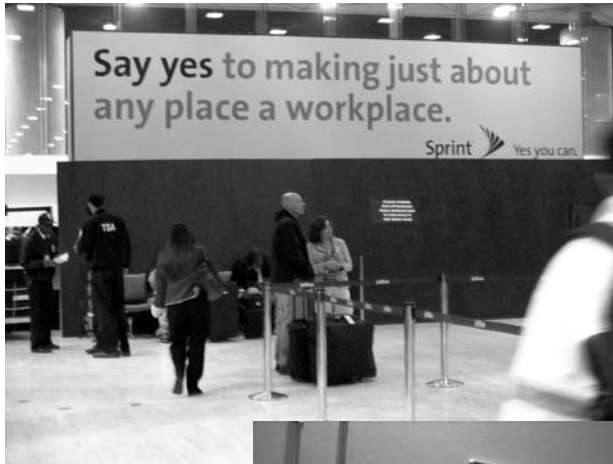 Say yes to making just about
any place a workplace.
Sprint Yes you can.
TSA